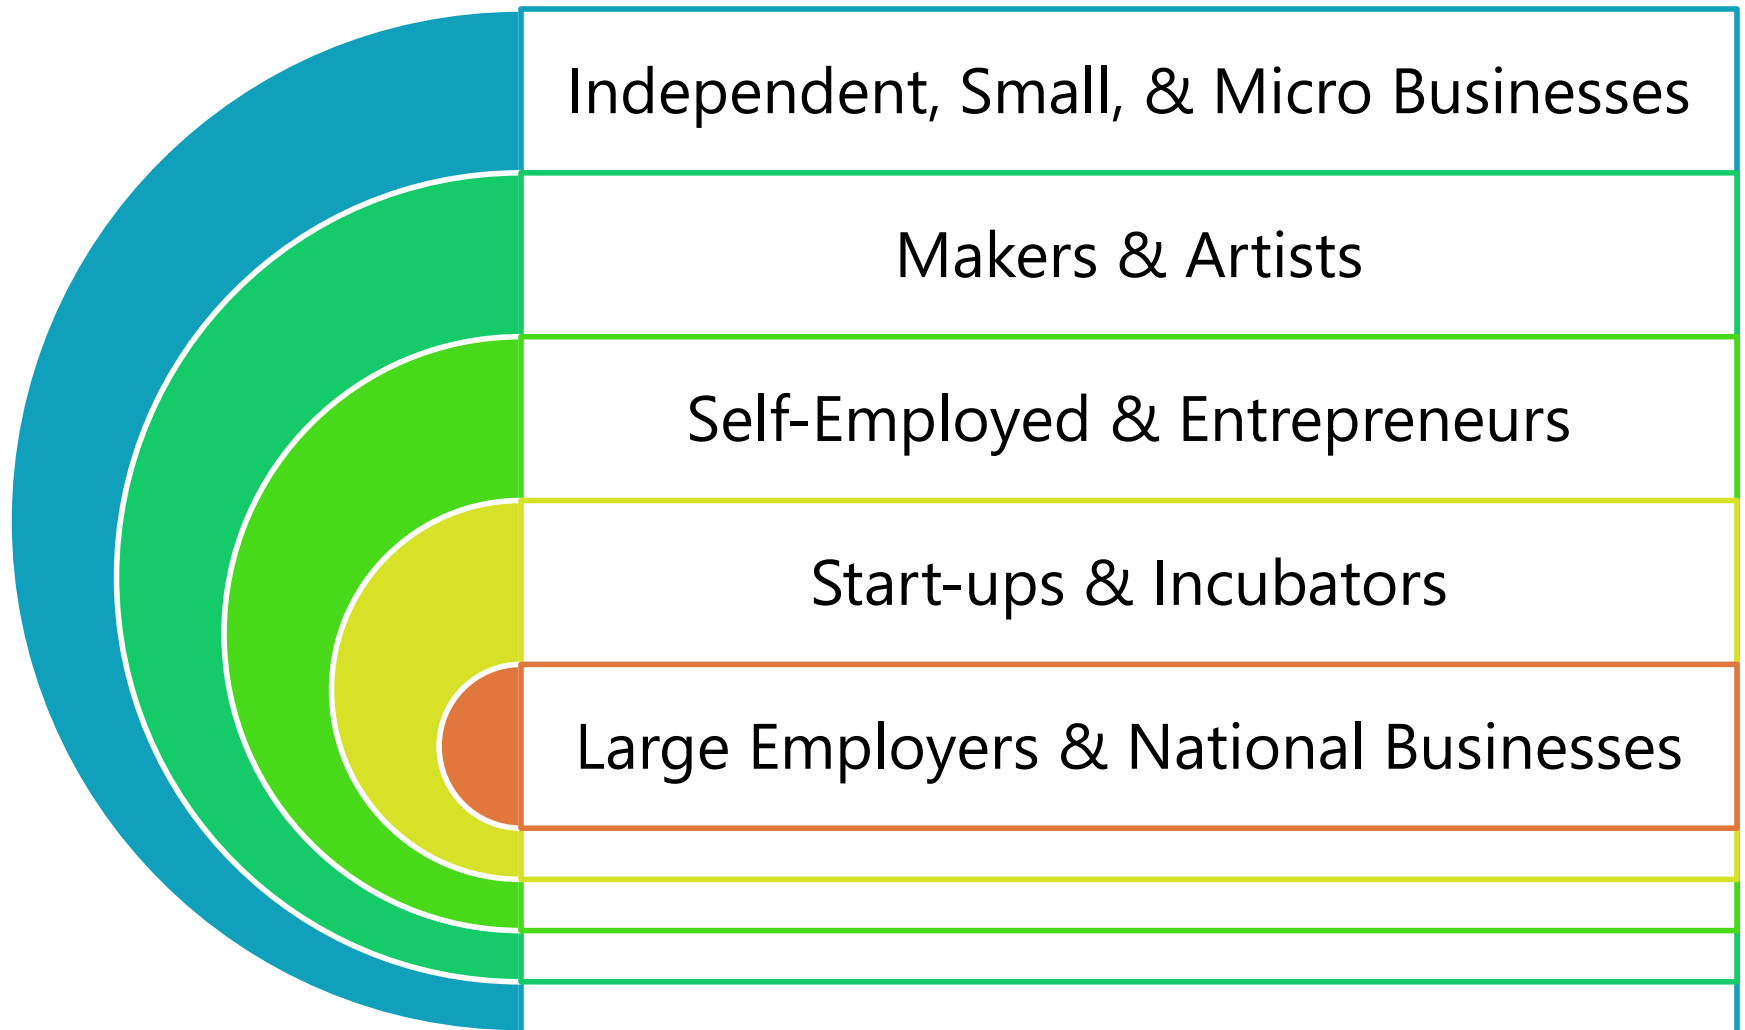 Independent, Small, & Micro Businesses
Makers & Artists
Self-Employed & Entrepreneurs
Start-ups & Incubators
Large Employers & National Businesses